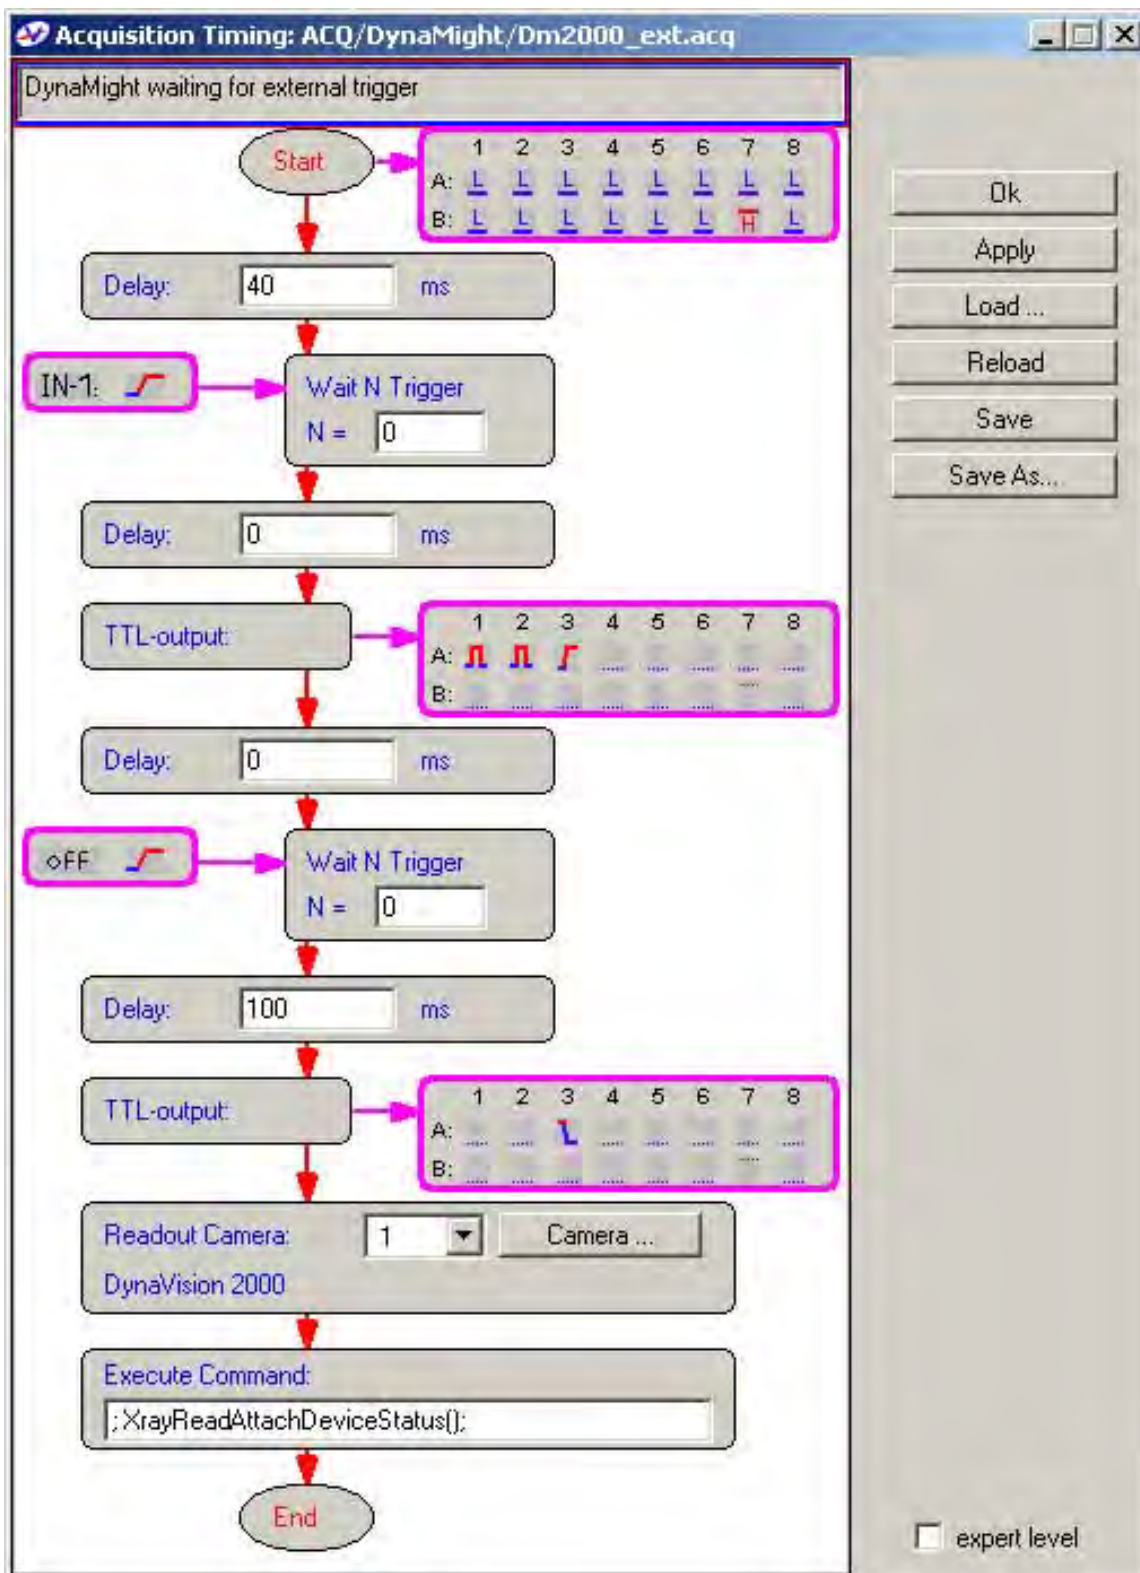 Acquisition Timing: ACQ/DynaMight/Dm2000_ext.acq
DynaMight waiting for external trigger
Start
1 2 3 4 5 6 7 8
A: L L L L L L L L
B: L L L L L L H L
Ok
Apply
Load ...
Reload
Save
Save As...
Delay: 40 ms
IN-1:
Wait N Trigger
N = 0
Delay: 0 ms
TTL-output:
1 2 3 4 5 6 7 8
A:
B:
Delay: 0 ms
oFF
Wait N Trigger
N = 0
Delay: 100 ms
TTL-output:
1 2 3 4 5 6 7 8
A:
B:
Readout Camera: 1 Camera ...
DynaVision 2000
Execute Command:
; XrayReadAttachDeviceStatus();
End
expert level